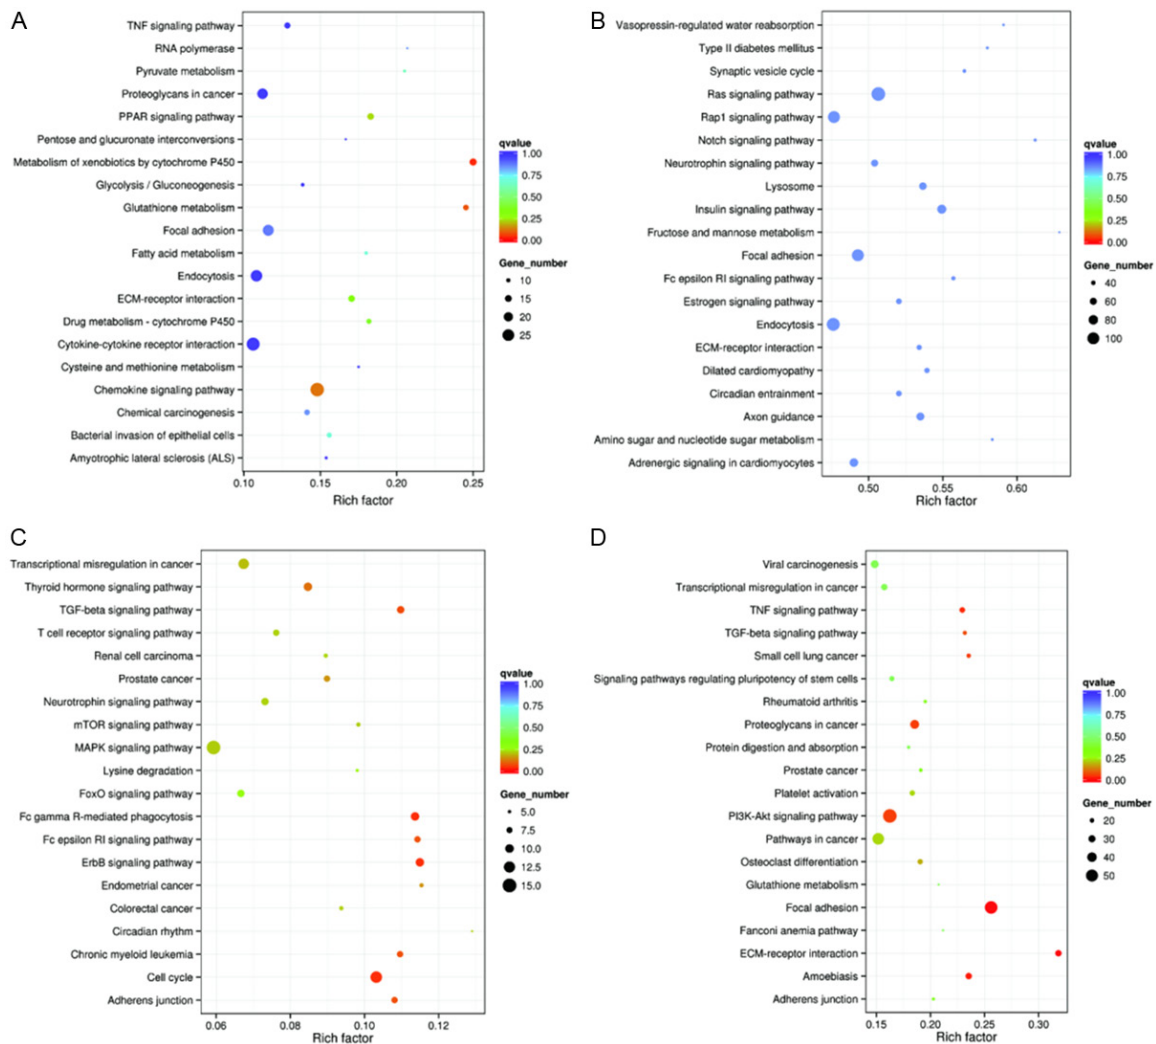 A
TNF signaling pathway
RNA polymerase
Pyruvate metabolism
Proteoglycans in cancer
PPAR signaling pathway
Pentose and glucuronate interconversions
Metabolism of xenobiotics by cytochrome P450
Glycolysis / Gluconeogenesis
Glutathione metabolism
Focal adhesion
Fatty acid metabolism
Endocytosis
ECM-receptor interaction
Drug metabolism - cytochrome P450
Cytokine-cytokine receptor interaction
Cysteine and methionine metabolism
Chemokine signaling pathway
Chemical carcinogenesis
Bacterial invasion of epithelial cells
Amyotrophic lateral sclerosis (ALS)
0.10 0.15 0.20 0.25
Rich factor
qvalue
1.00
0.75
0.50
0.25
0.00
Gene_number
10
15
20
25
B
Vasopressin-regulated water reabsorption
Type II diabetes mellitus
Synaptic vesicle cycle
Ras signaling pathway
Rap1 signaling pathway
Notch signaling pathway
Neurotrophin signaling pathway
Lysosome
Insulin signaling pathway
Fructose and mannose metabolism
Focal adhesion
Fc epsilon RI signaling pathway
Estrogen signaling pathway
Endocytosis
ECM-receptor interaction
Dilated cardiomyopathy
Circadian entrainment
Axon guidance
Amino sugar and nucleotide sugar metabolism
Adrenergic signaling in cardiomyocytes
0.50 0.55 0.60
Rich factor
qvalue
1.00
0.75
0.50
0.25
0.00
Gene_number
40
60
80
100
C
Transcriptional misregulation in cancer
Thyroid hormone signaling pathway
TGF-beta signaling pathway
T cell receptor signaling pathway
Renal cell carcinoma
Prostate cancer
Neurotrophin signaling pathway
mTOR signaling pathway
MAPK signaling pathway
Lysine degradation
FoxO signaling pathway
Fc gamma R-mediated phagocytosis
Fc epsilon RI signaling pathway
ErbB signaling pathway
Endometrial cancer
Colorectal cancer
Circadian rhythm
Chronic myeloid leukemia
Cell cycle
Adherens junction
0.06 0.08 0.10 0.12
Rich factor
qvalue
1.00
0.75
0.50
0.25
0.00
Gene_number
5.0
7.5
10.0
12.5
15.0
D
Viral carcinogenesis
Transcriptional misregulation in cancer
TNF signaling pathway
TGF-beta signaling pathway
Small cell lung cancer
Signaling pathways regulating pluripotency of stem cells
Rheumatoid arthritis
Proteoglycans in cancer
Protein digestion and absorption
Prostate cancer
Platelet activation
PI3K-Akt signaling pathway
Pathways in cancer
Osteoclast differentiation
Glutathione metabolism
Focal adhesion
Fanconi anemia pathway
ECM-receptor interaction
Amoebiasis
Adherens junction
0.15 0.20 0.25 0.30
Rich factor
qvalue
1.00
0.75
0.50
0.25
0.00
Gene_number
20
30
40
50